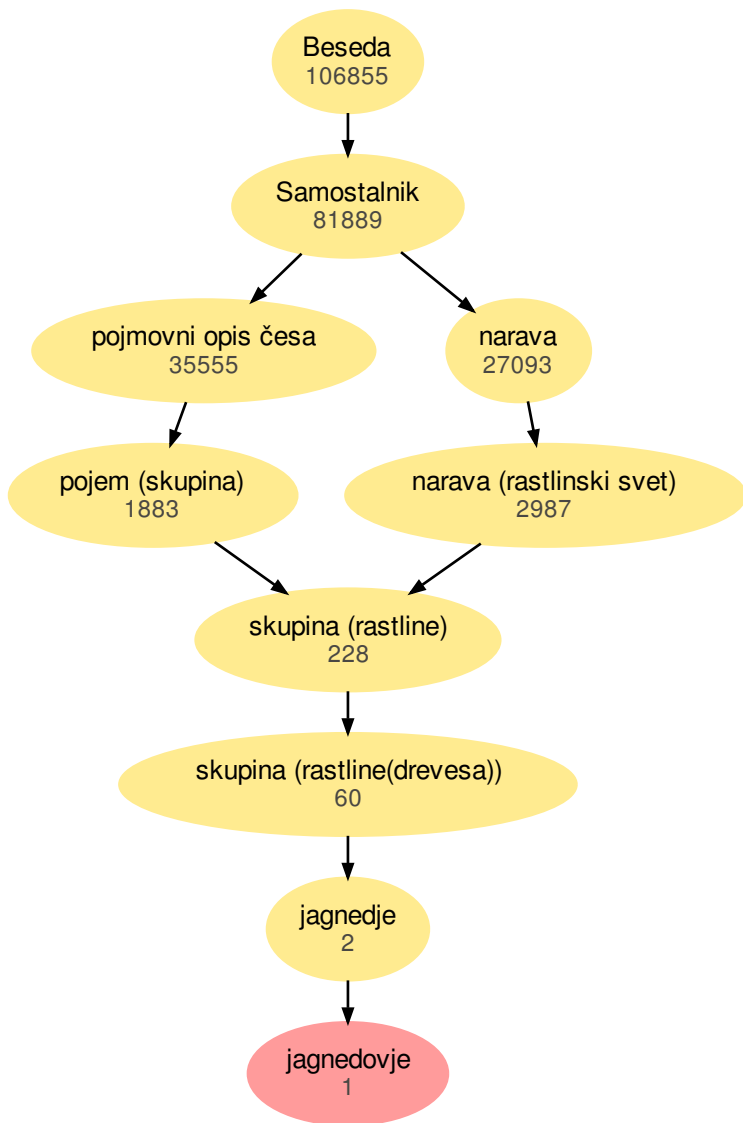 Beseda
106855
Samostalnik
81889
pojmovni opis česa
35555
narava
27093
pojem (skupina)
1883
narava (rastlinski svet)
2987
skupina (rastline)
228
skupina (rastline(drevesa))
60
jagnedje
2
jagnedovje
1